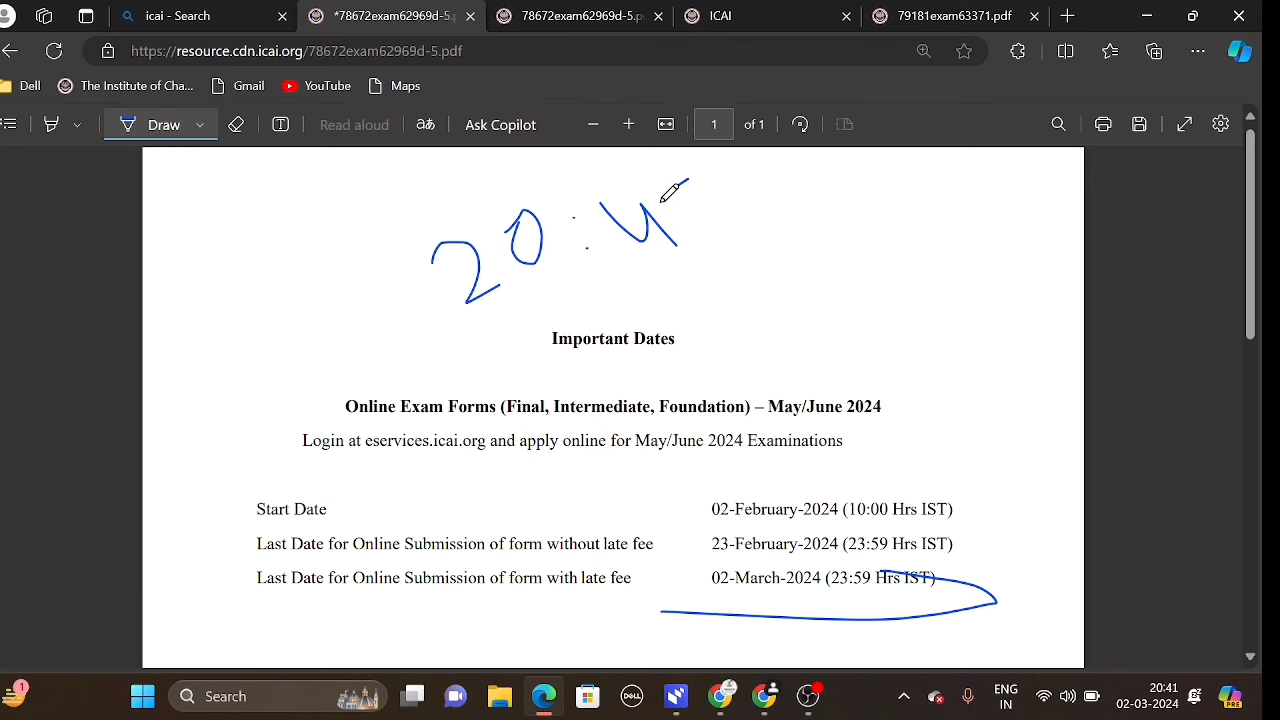 icai - Search
*78672exam62969d-5.p
78672exam62969d-5.p
ICAI
79181exam63371.pdf
https://resource.cdn.icai.org/78672exam62969d-5.pdf
Dell
The Institute of Cha...
Gmail
YouTube
Maps
Draw
Read aloud
aあ
Ask Copilot
1
of 1
20:4
Important Dates
Online Exam Forms (Final, Intermediate, Foundation) – May/June 2024
Login at eservices.icai.org and apply online for May/June 2024 Examinations
Start Date 02-February-2024 (10:00 Hrs IST)
Last Date for Online Submission of form without late fee 23-February-2024 (23:59 Hrs IST)
Last Date for Online Submission of form with late fee 02-March-2024 (23:59 Hrs IST)
1
Search
DELL
ENG
IN
20:41
02-03-2024
PRE